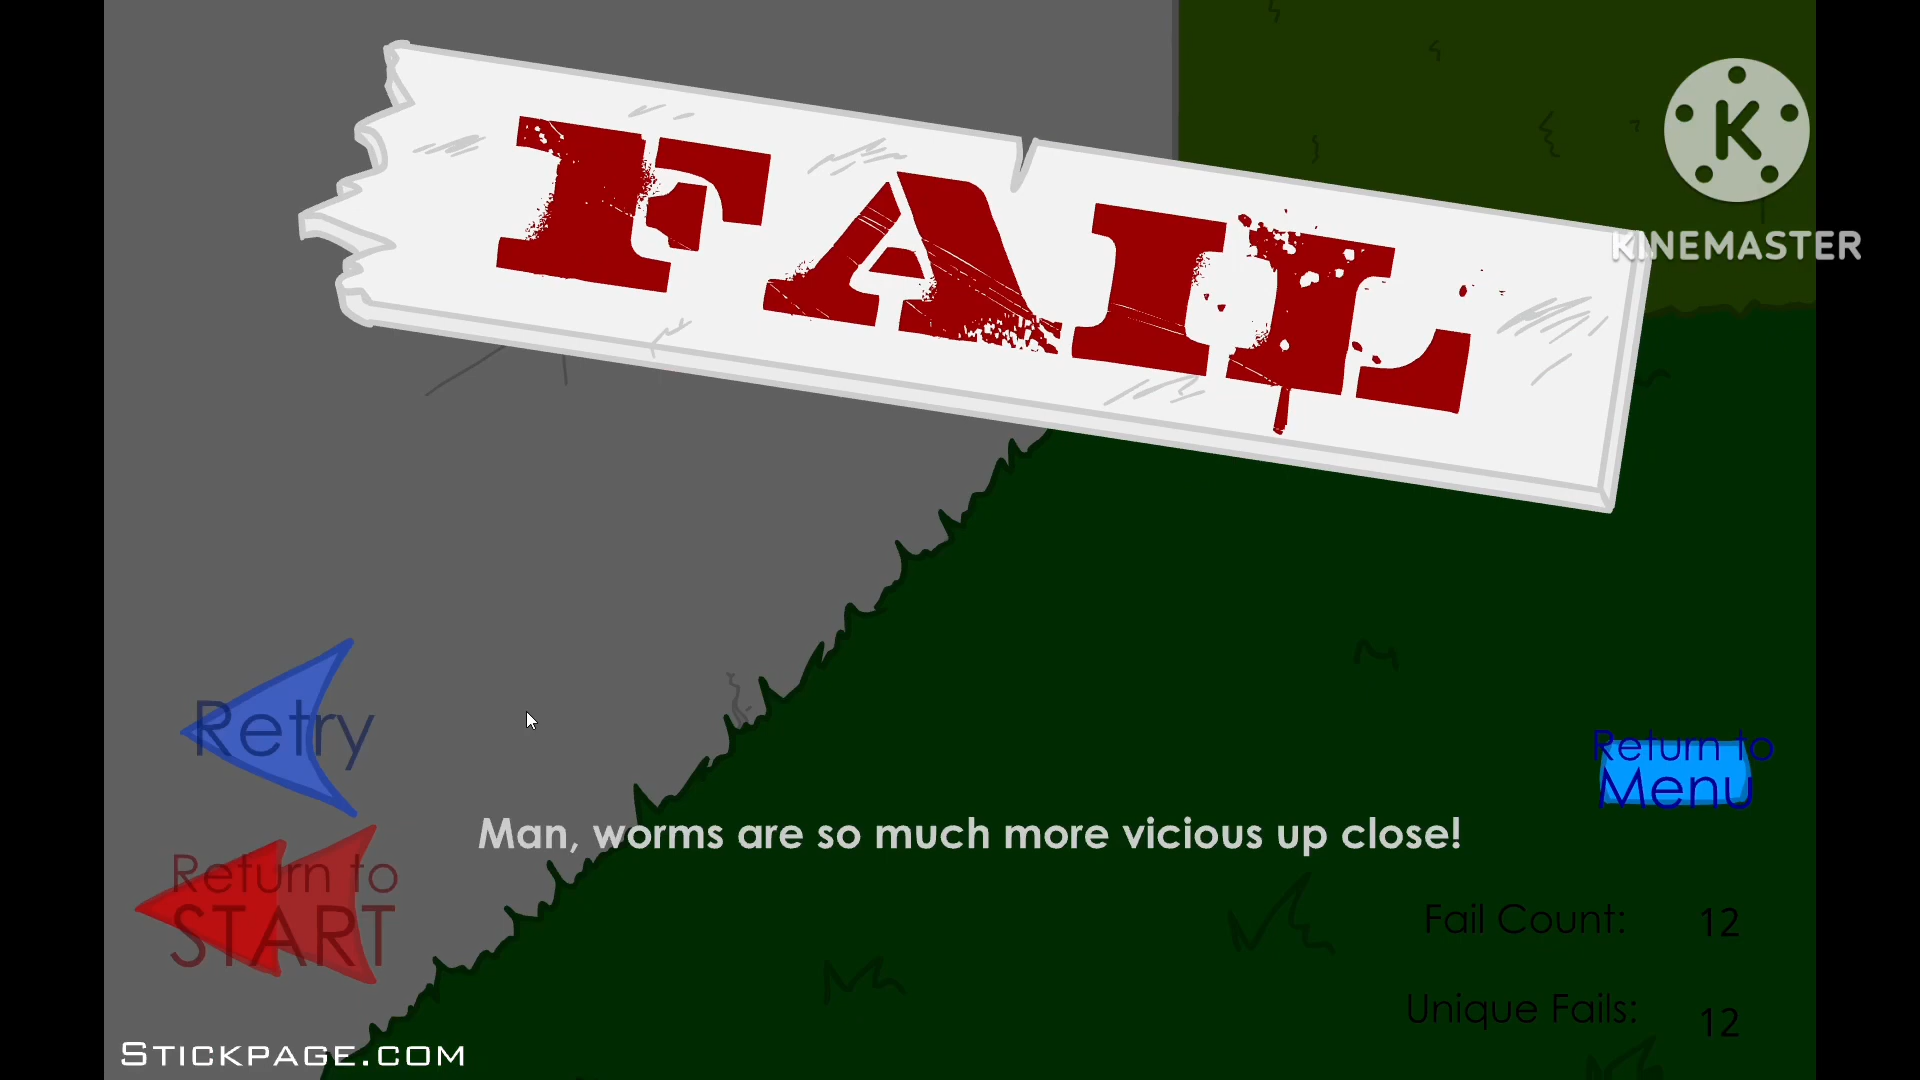 FAIL
K
KINEMASTER
Retry
Return to
Menu
Man, worms are so much more vicious up close!
Return to
START
Fail Count: 12
Unique Fails: 12
STICKPAGE.COM